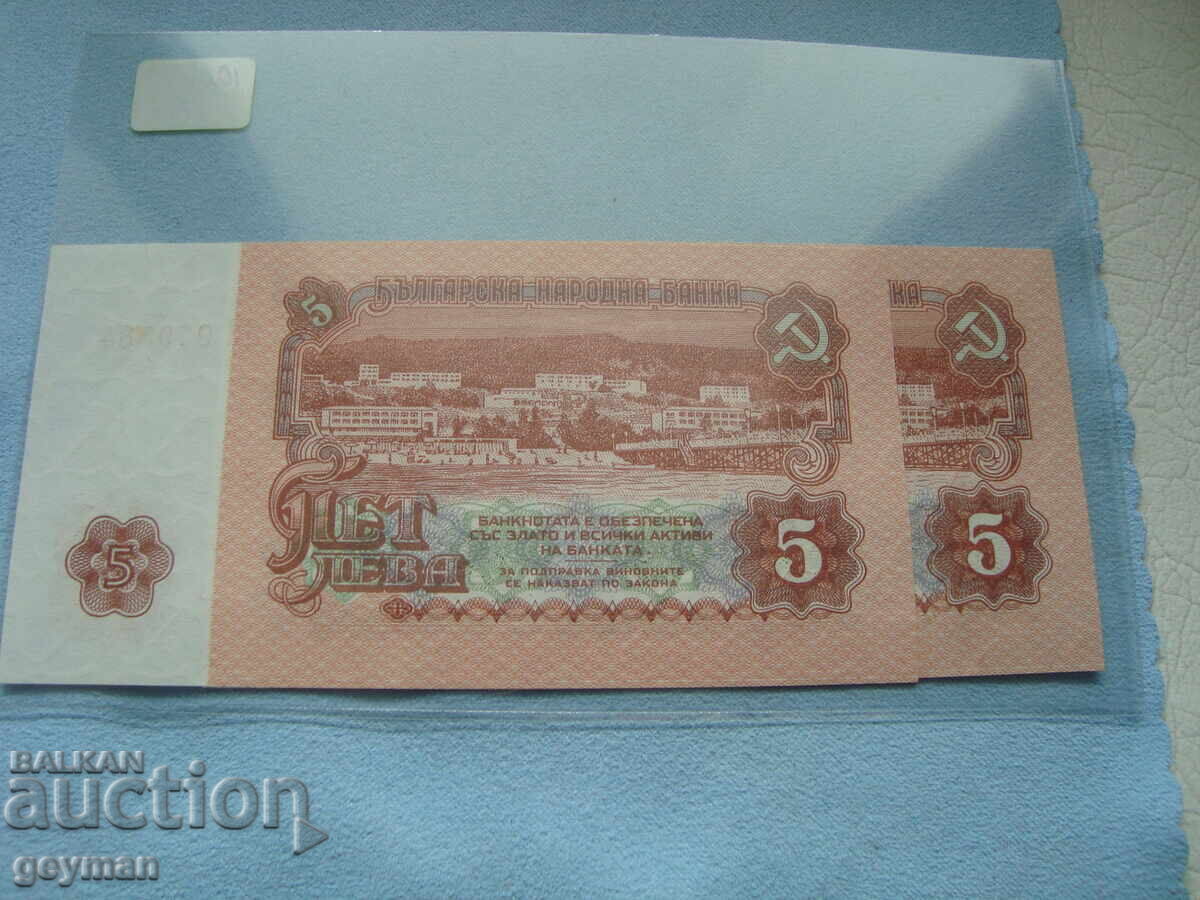 5 БЪЛГАРСКА НАРОДНА БАНКА
КА
ПЕТ
ЛЕВА
БАНКНОТАТА Е ОБЕЗПЕЧЕНА
СЪС ЗЛАТО И ВСИЧКИ АКТИВИ
НА БАНКАТА.
ЗА ПОДПРАВКА ВИНОВНИТЕ
СЕ НАКАЗВАТ ПО ЗАКОНА
5
5
5
BALKAN
auction
geyman